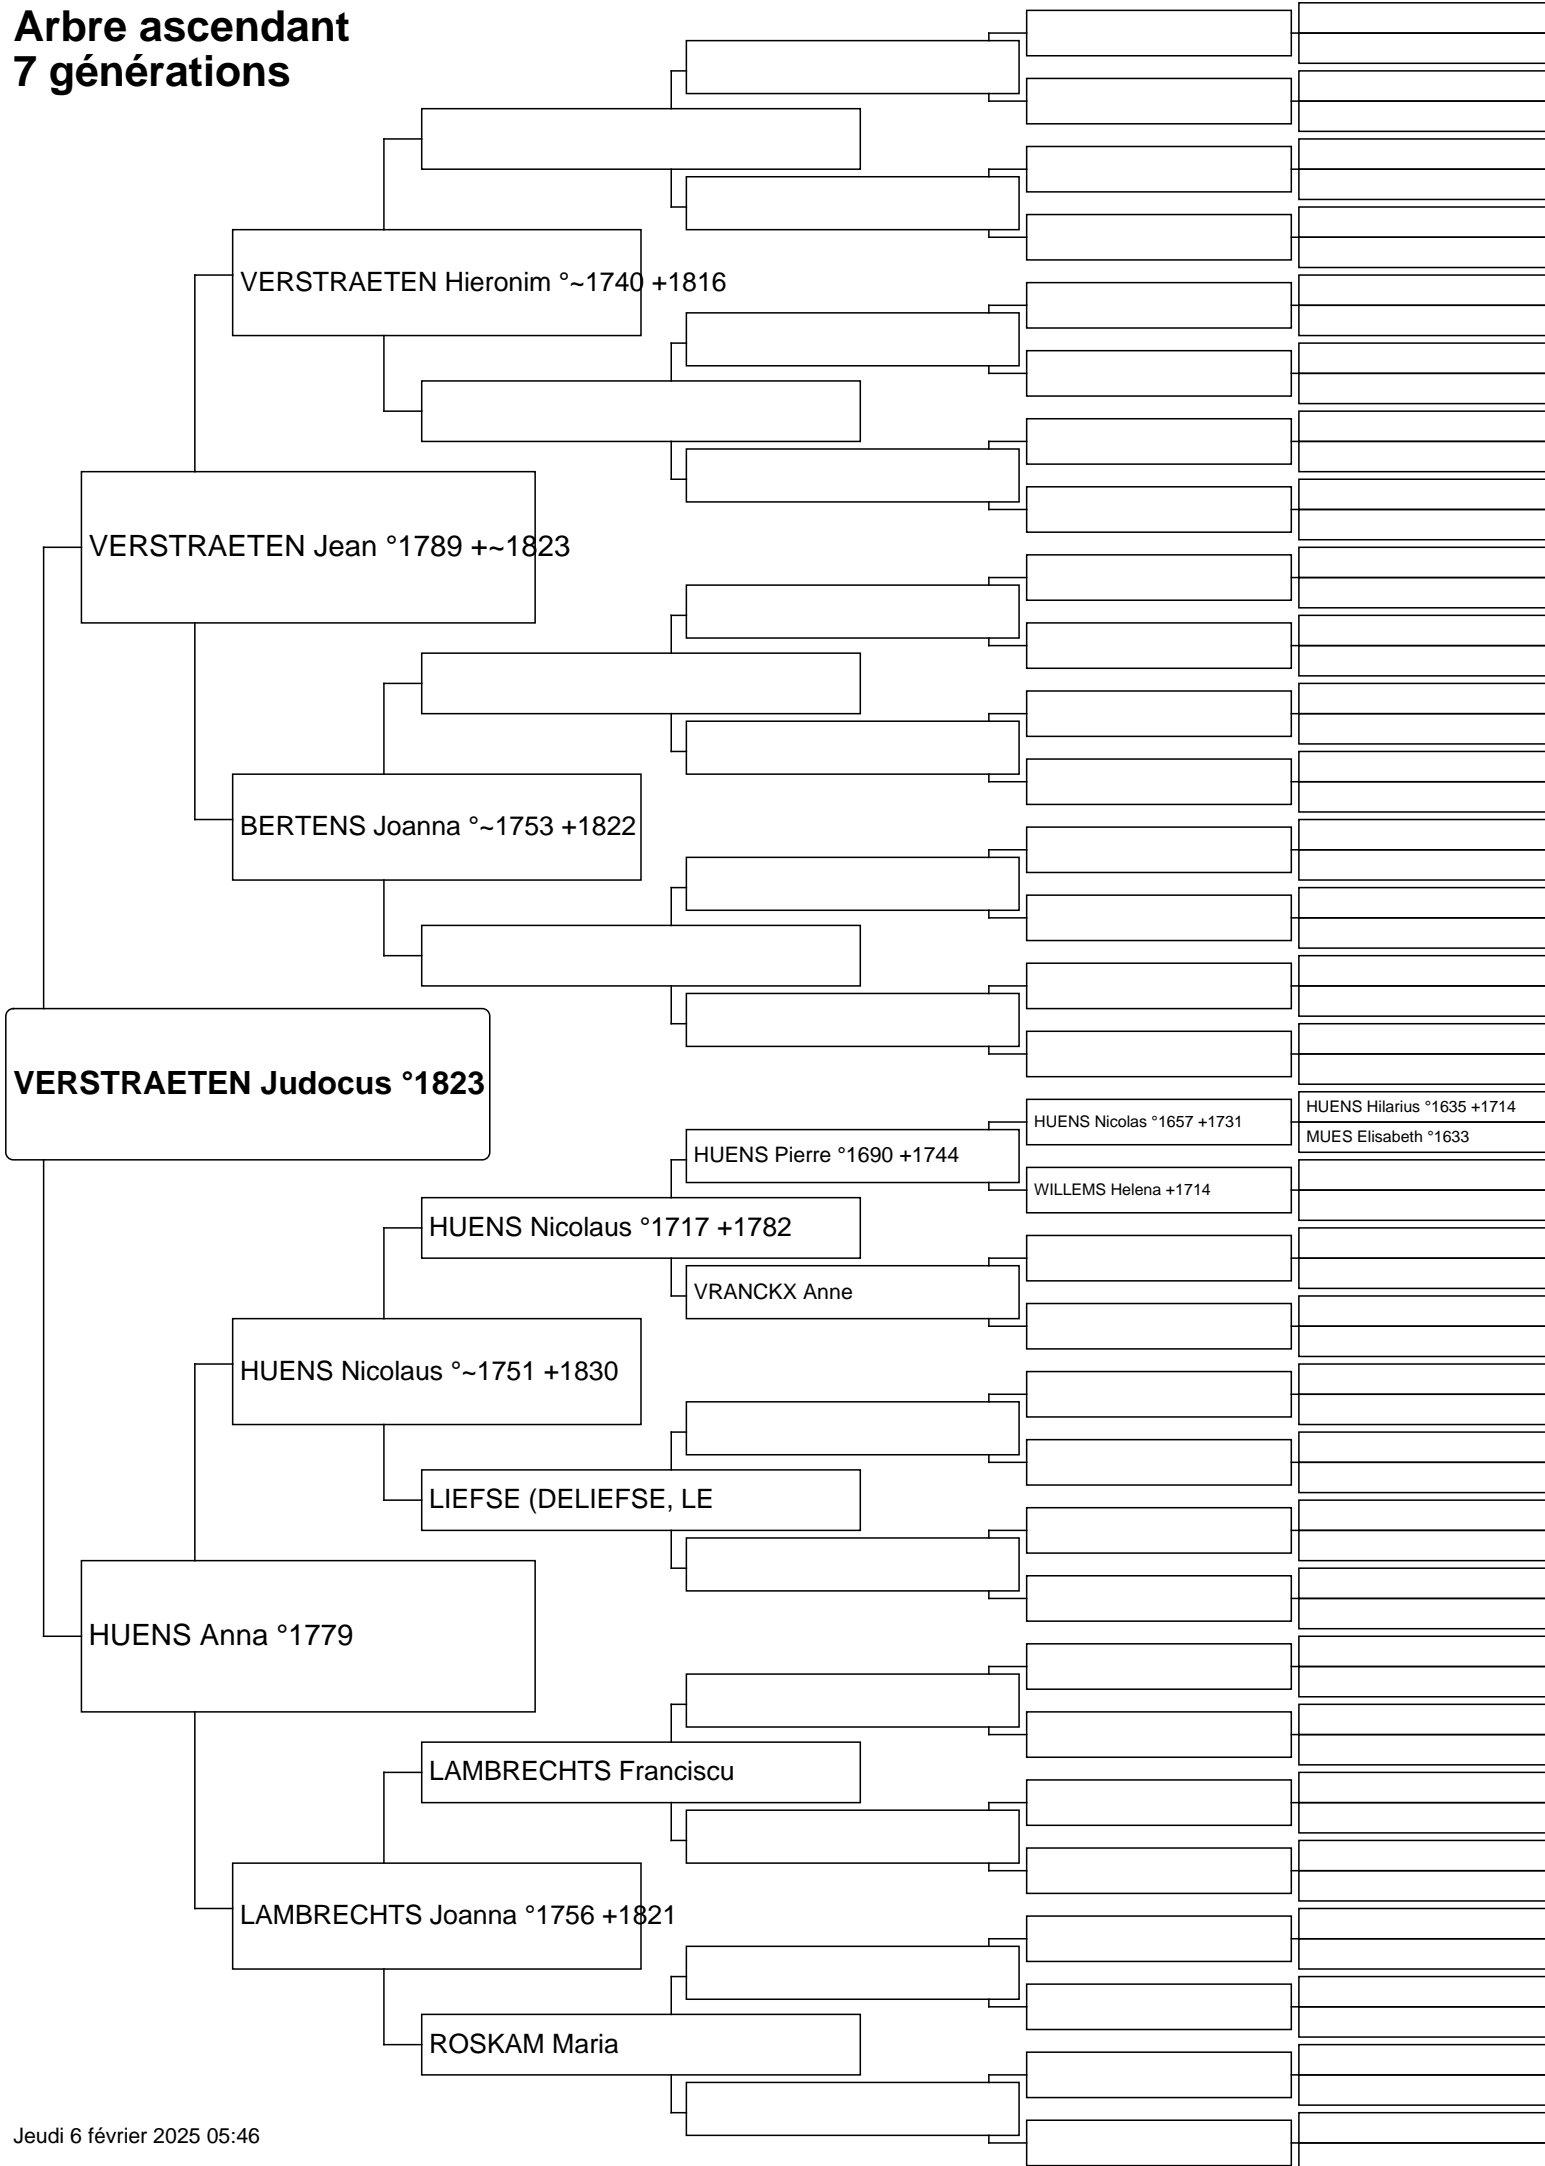 Arbre ascendant
7 générations
VERSTRAETEN Hieronim °~1740 +1816
VERSTRAETEN Jean °1789 +~1823
BERTENS Joanna °~1753 +1822
VERSTRAETEN Judocus °1823
HUENS Nicolas °1657 +1731
HUENS Hilarius °1635 +1714
MUES Elisabeth °1633
HUENS Pierre °1690 +1744
WILLEMS Helena +1714
HUENS Nicolaus °1717 +1782
VRANCKX Anne
HUENS Nicolaus °~1751 +1830
LIEFSE (DELIEFSE, LE
HUENS Anna °1779
LAMBRECHTS Franciscu
LAMBRECHTS Joanna °1756 +1821
ROSKAM Maria
Jeudi 6 février 2025 05:46